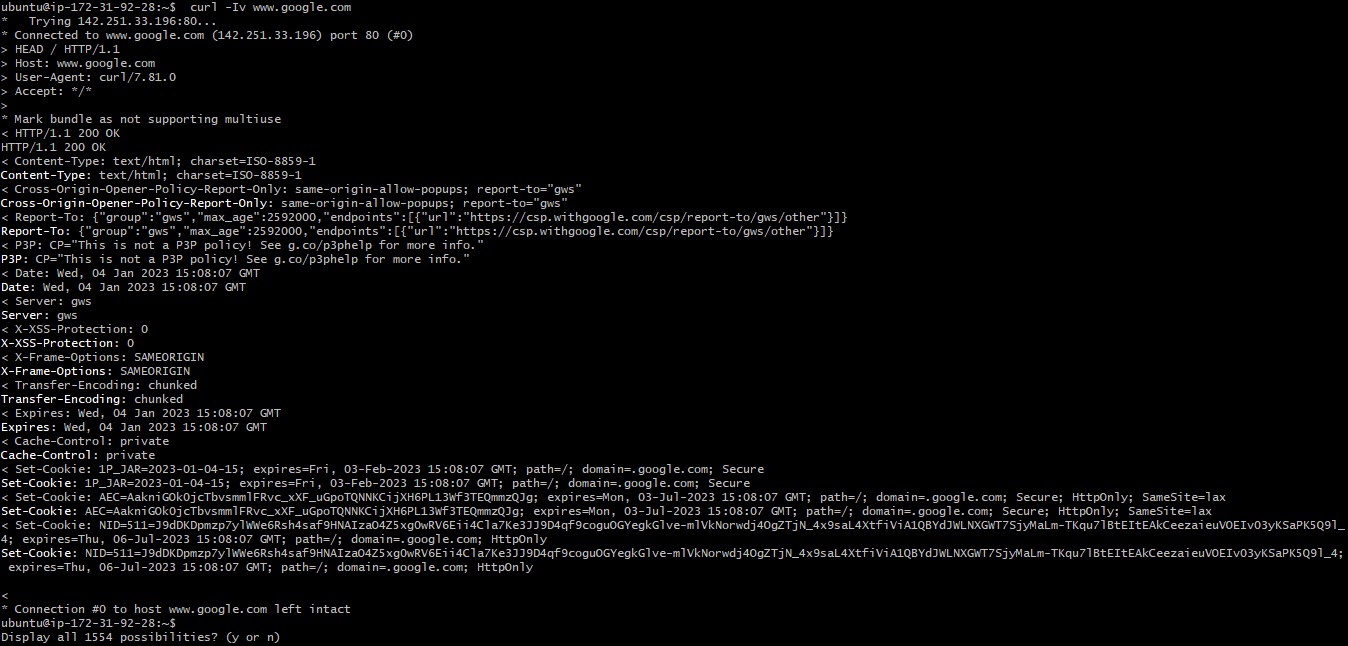 ubuntu@ip-172-31-92-28:~$  curl -Iv www.google.com
*   Trying 142.251.33.196:80...
* Connected to www.google.com (142.251.33.196) port 80 (#0)
> HEAD / HTTP/1.1
> Host: www.google.com
> User-Agent: curl/7.81.0
> Accept: */*
>
* Mark bundle as not supporting multiuse
< HTTP/1.1 200 OK
HTTP/1.1 200 OK
< Content-Type: text/html; charset=ISO-8859-1
Content-Type: text/html; charset=ISO-8859-1
< Cross-Origin-Opener-Policy-Report-Only: same-origin-allow-popups; report-to="gws"
Cross-Origin-Opener-Policy-Report-Only: same-origin-allow-popups; report-to="gws"
< Report-To: {"group":"gws","max_age":2592000,"endpoints":[{"url":"https://csp.withgoogle.com/csp/report-to/gws/other"}]}
Report-To: {"group":"gws","max_age":2592000,"endpoints":[{"url":"https://csp.withgoogle.com/csp/report-to/gws/other"}]}
< P3P: CP="This is not a P3P policy! See g.co/p3phelp for more info."
P3P: CP="This is not a P3P policy! See g.co/p3phelp for more info."
< Date: Wed, 04 Jan 2023 15:08:07 GMT
Date: Wed, 04 Jan 2023 15:08:07 GMT
< Server: gws
Server: gws
< X-XSS-Protection: 0
X-XSS-Protection: 0
< X-Frame-Options: SAMEORIGIN
X-Frame-Options: SAMEORIGIN
< Transfer-Encoding: chunked
Transfer-Encoding: chunked
< Expires: Wed, 04 Jan 2023 15:08:07 GMT
Expires: Wed, 04 Jan 2023 15:08:07 GMT
< Cache-Control: private
Cache-Control: private
< Set-Cookie: 1P_JAR=2023-01-04-15; expires=Fri, 03-Feb-2023 15:08:07 GMT; path=/; domain=.google.com; Secure
Set-Cookie: 1P_JAR=2023-01-04-15; expires=Fri, 03-Feb-2023 15:08:07 GMT; path=/; domain=.google.com; Secure
< Set-Cookie: AEC=AakniGOkOjcTbvsmmlFRvc_xXF_uGpoTQNNKCijXH6PL13Wf3TEQmmzQJg; expires=Mon, 03-Jul-2023 15:08:07 GMT; path=/; domain=.google.com; Secure; HttpOnly; SameSite=lax
Set-Cookie: AEC=AakniGOkOjcTbvsmmlFRvc_xXF_uGpoTQNNKCijXH6PL13Wf3TEQmmzQJg; expires=Mon, 03-Jul-2023 15:08:07 GMT; path=/; domain=.google.com; Secure; HttpOnly; SameSite=lax
< Set-Cookie: NID=511=J9dDKDpmzp7ylWWe6Rsh4saf9HNAIzaO4Z5xgOwRV6Eii4Cla7Ke3JJ9D4qf9coguOGYegkGlve-mlVkNorwdj4OgZTjN_4x9saL4XtfiViA1QBYdJWLNXGWT7SjyMaLm-TKqu7lBtEItEAkCeezaieuVOEIvO3yKSaPK5Q9l_
4; expires=Thu, 06-Jul-2023 15:08:07 GMT; path=/; domain=.google.com; HttpOnly
Set-Cookie: NID=511=J9dDKDpmzp7ylWWe6Rsh4saf9HNAIzaO4Z5xgOwRV6Eii4Cla7Ke3JJ9D4qf9coguOGYegkGlve-mlVkNorwdj4OgZTjN_4x9saL4XtfiViA1QBYdJWLNXGWT7SjyMaLm-TKqu7lBtEItEAkCeezaieuVOEIvO3yKSaPK5Q9l_4;
 expires=Thu, 06-Jul-2023 15:08:07 GMT; path=/; domain=.google.com; HttpOnly

<
* Connection #0 to host www.google.com left intact
ubuntu@ip-172-31-92-28:~$
Display all 1554 possibilities? (y or n)